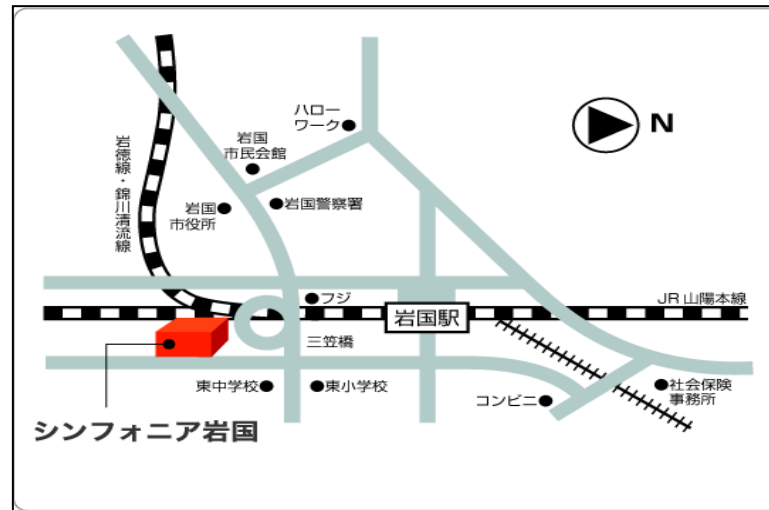 ハロー
ワーク
N
岩国
市民会館
岩徳線・錦川清流線
岩国
市役所
岩国警察署
フジ
JR山陽本線
岩国駅
三笠橋
東中学校
東小学校
コンビニ
社会保険
事務所
シンフォニア岩国